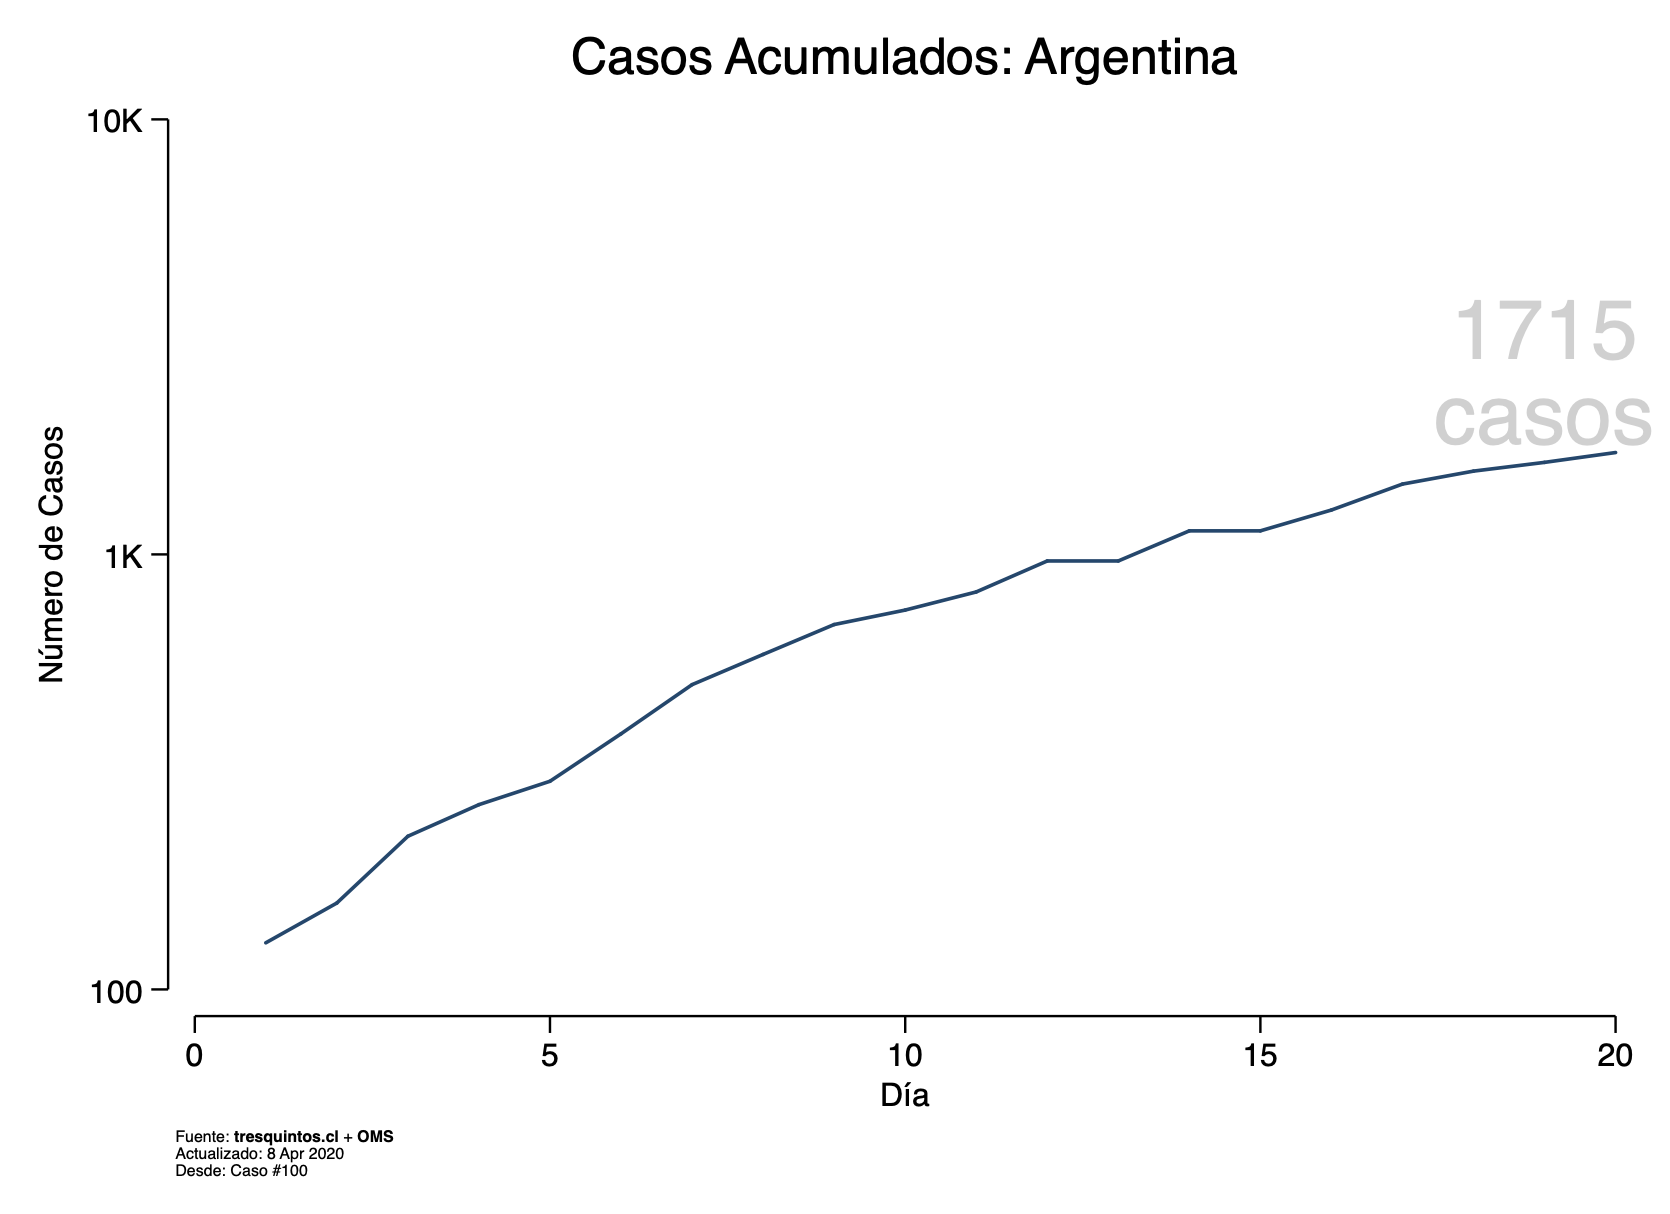 Casos Acumulados: Argentina
10K
1K
100
Número de Casos
1715
casos
0
5
10
15
20
Día
Fuente: tresquintos.cl + OMS
Actualizado: 8 Apr 2020
Desde: Caso #100